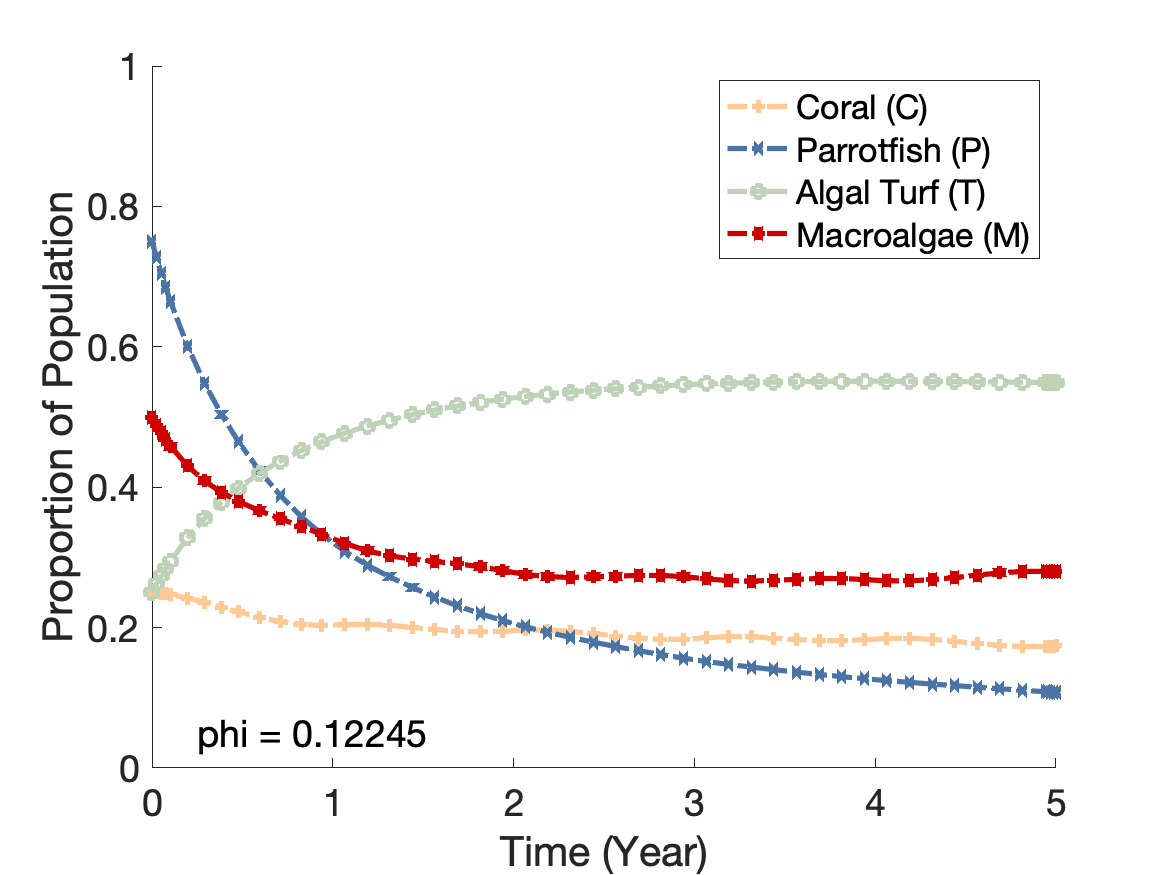 1
0.8
0.6
0.4
0.2
0
Proportion of Population
Coral (C)
Parrotfish (P)
Algal Turf (T)
Macroalgae (M)
phi = 0.12245
0 1 2 3 4 5
Time (Year)